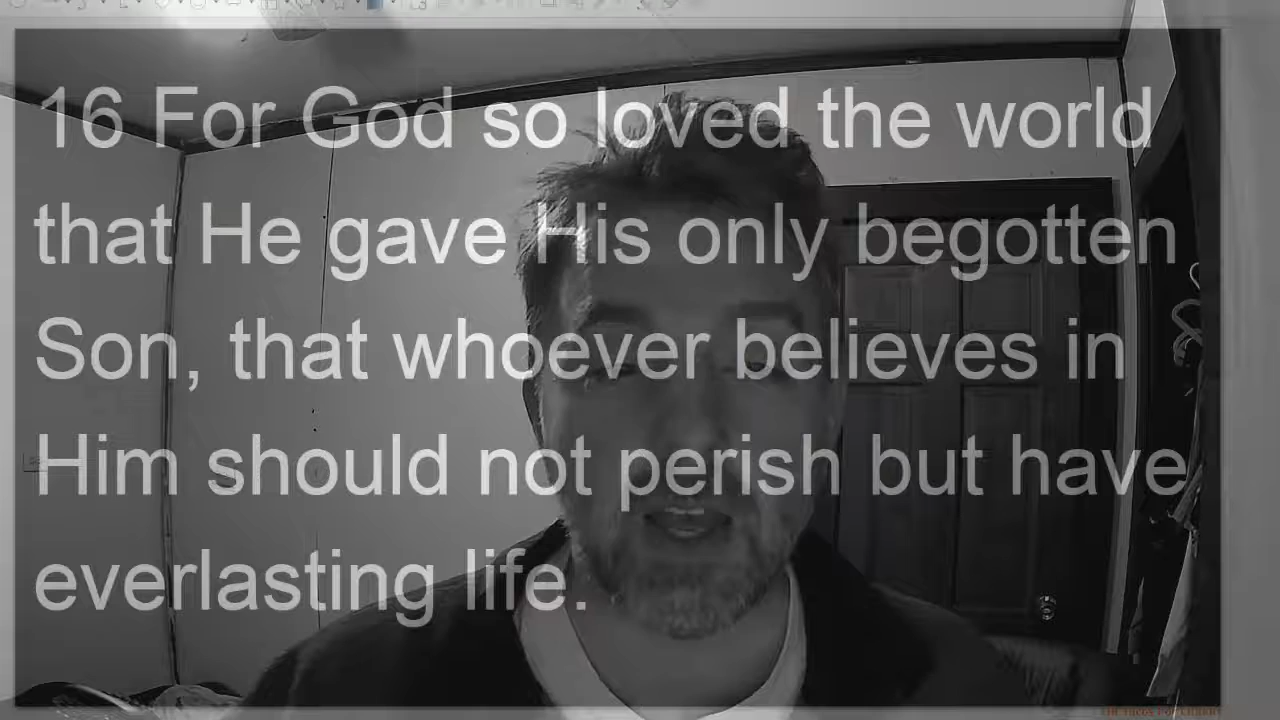 16 For God so loved the world
that He gave His only begotten
Son, that whoever believes in
Him should not perish but have
everlasting life.